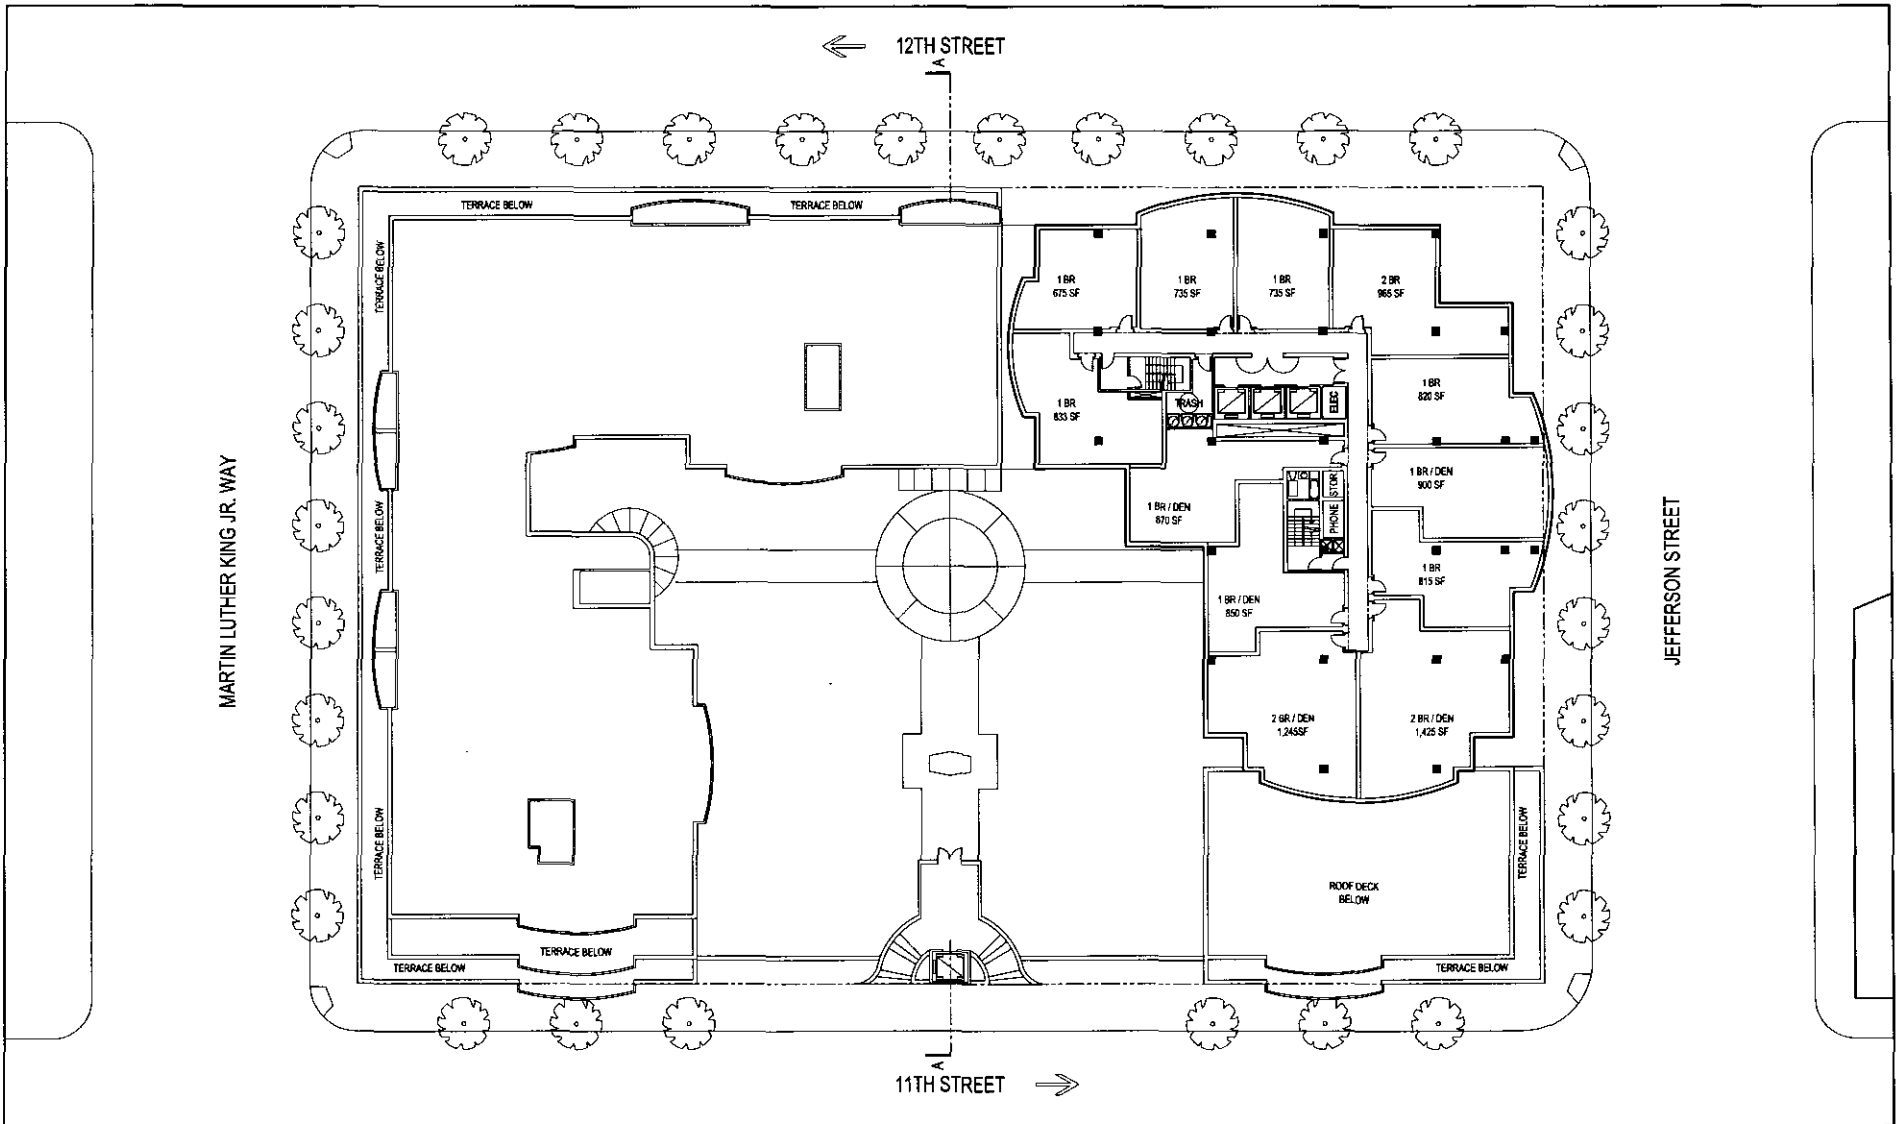 12TH STREET
A
TERRACE BELOW
TERRACE BELOW
TERRACE BELOW
1 BR
675 SF
1 BR
735 SF
1 BR
735 SF
2 BR
965 SF
1 BR
833 SF
TRASH
ELEC
1 BR
820 SF
1 BR / DEN
900 SF
STOR
PHONE
1 BR / DEN
870 SF
MARTIN LUTHER KING JR. WAY
TERRACE BELOW
JEFFERSON STREET
1 BR
815 SF
1 BR / DEN
850 SF
2 BR / DEN
1,245SF
2 BR / DEN
1,425 SF
TERRACE BELOW
TERRACE BELOW
ROOF DECK
BELOW
TERRACE BELOW
TERRACE BELOW
TERRACE BELOW
A
11TH STREET